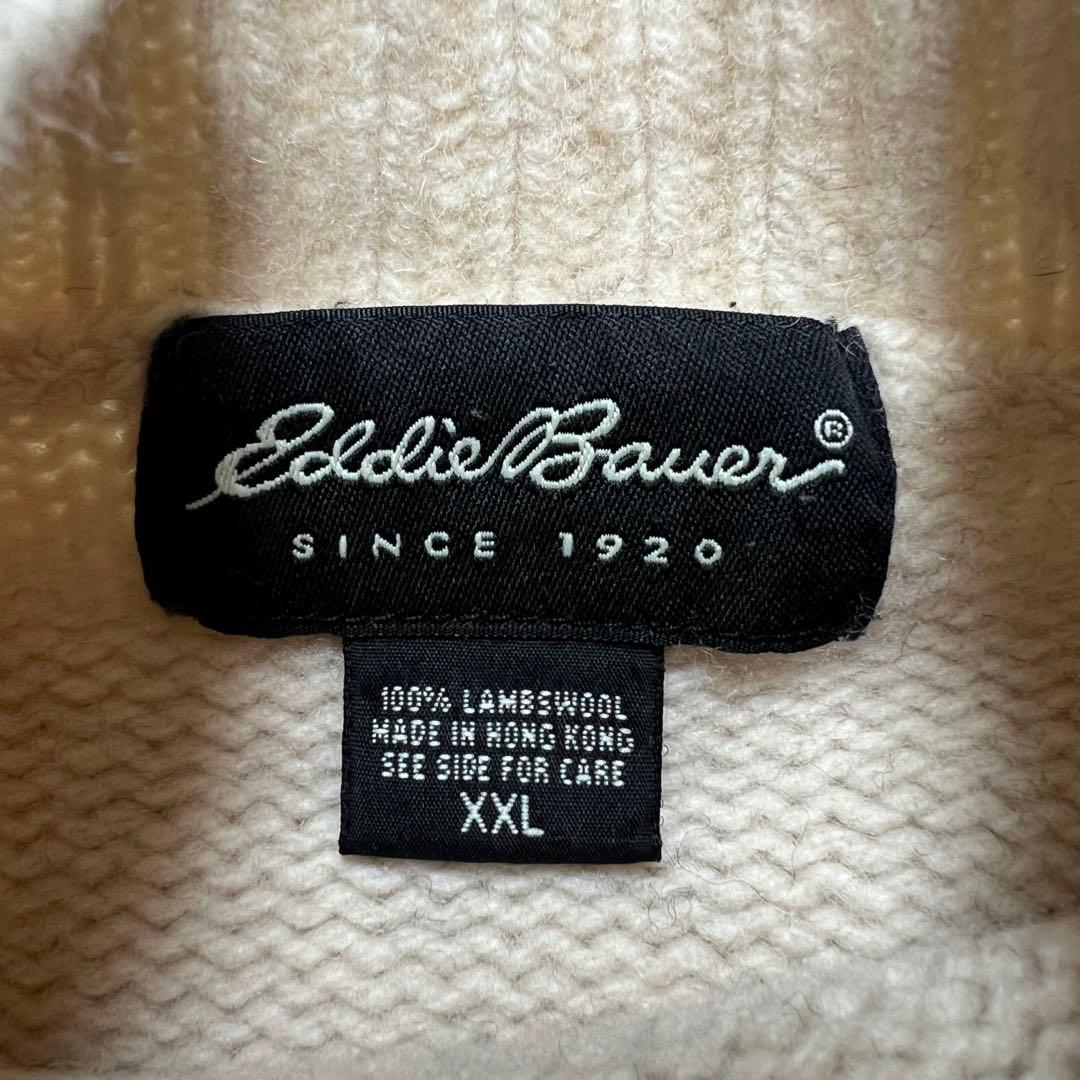 Eddie Bauer®
SINCE 1920
100% LAMBSWOOL
MADE IN HONG KONG
SEE SIDE FOR CARE
XXL